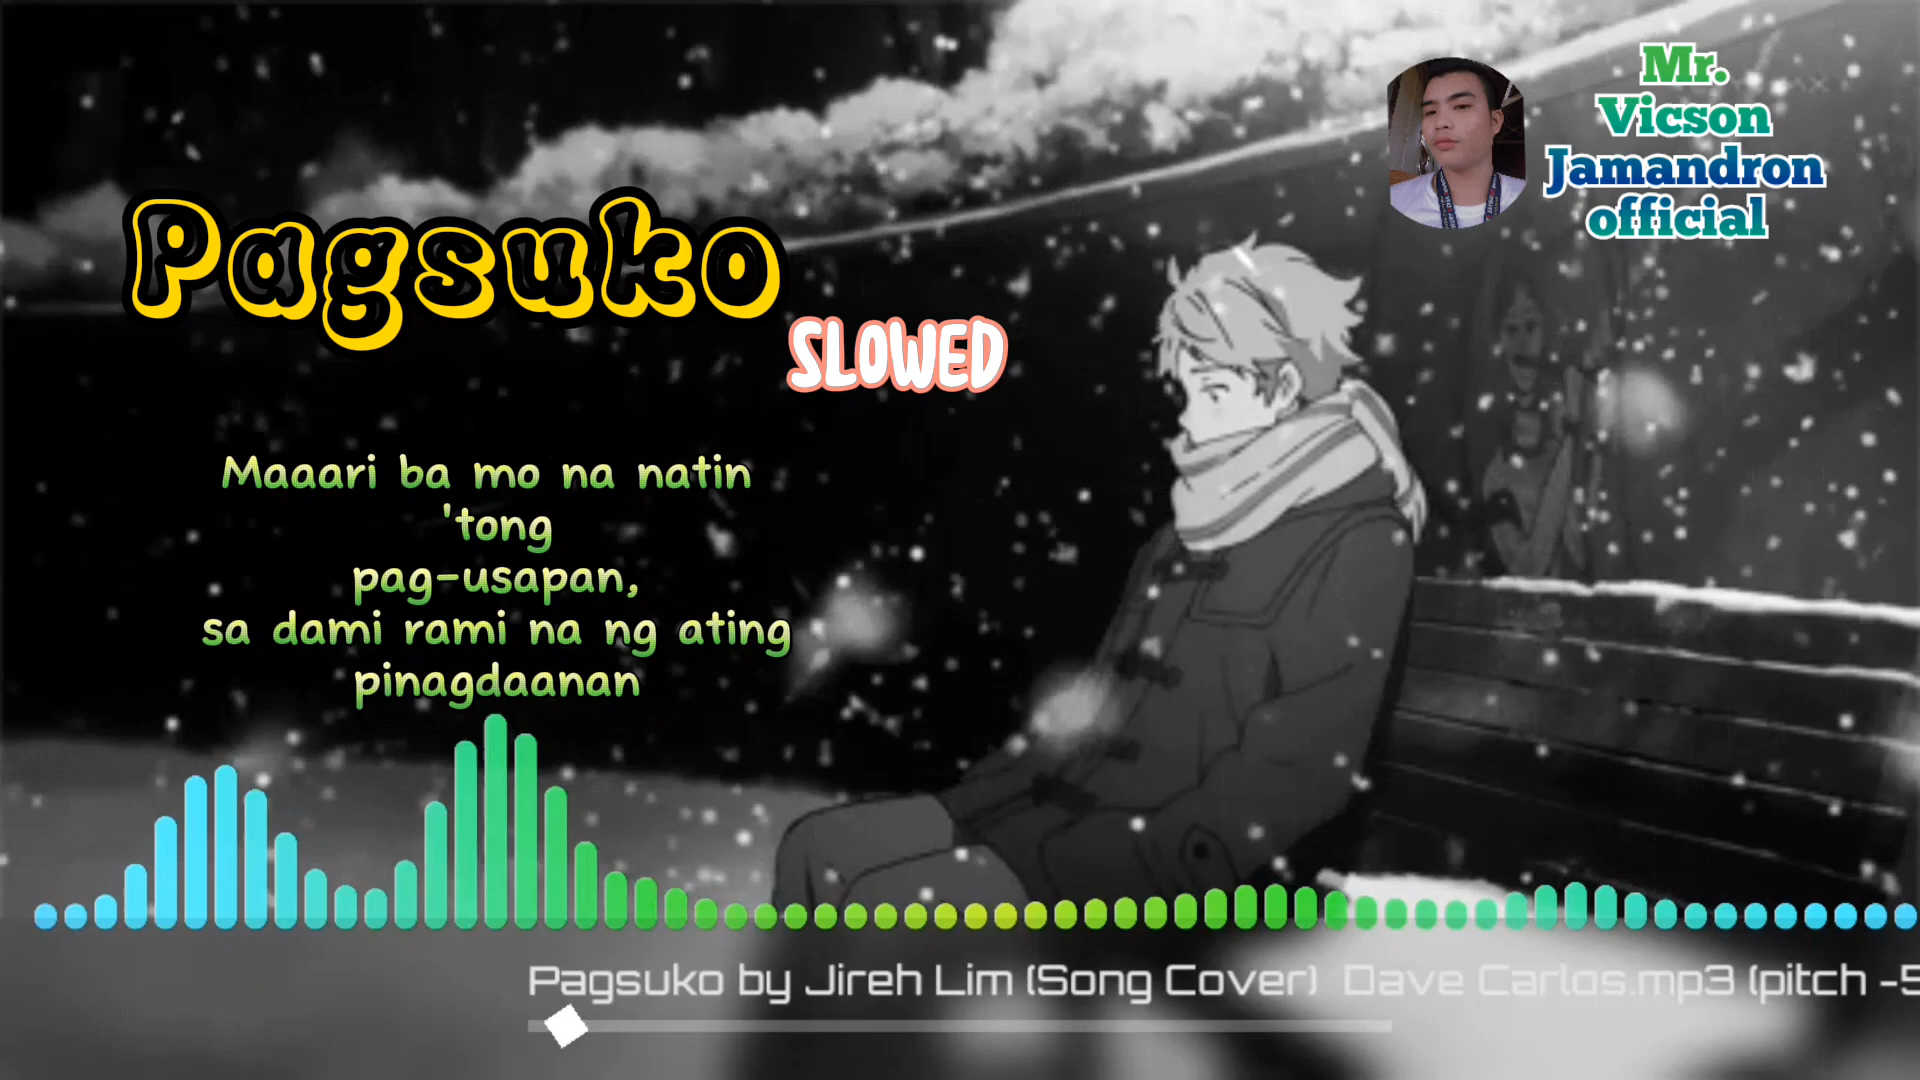 Mr.
Vicson
Jamandron
official
Pagsuko
SLOWED
Maaari ba mo na natin
'tong
pag-usapan,
sa dami rami na ng ating
pinagdaanan
Pagsuko by Jireh Lim (Song Cover) Dave Carlos.mp3 (pitch -5